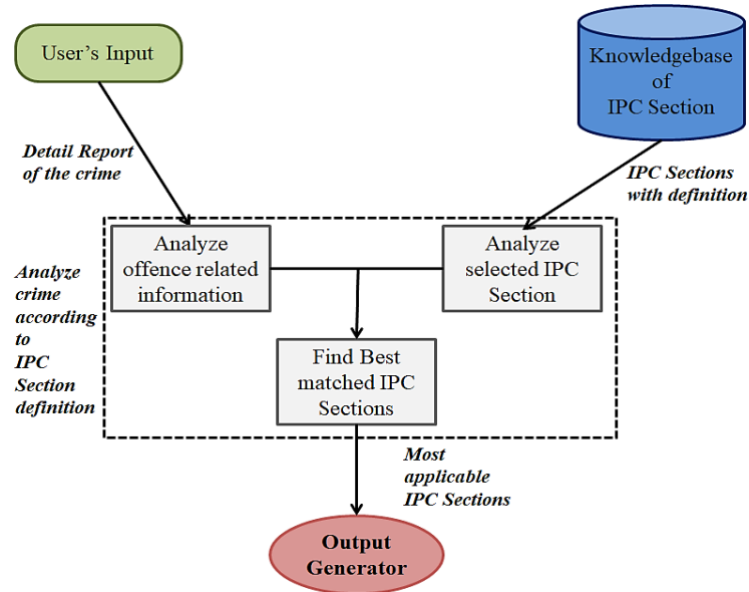 User's Input
Knowledgebase
of
IPC Section
Detail Report
of the crime
IPC Sections
with definition
Analyze
offence related
information
Analyze
selected IPC
Section
Analyze
crime
according
to
IPC
Section
definition
Find Best
matched IPC
Sections
Most
applicable
IPC Sections
Output
Generator